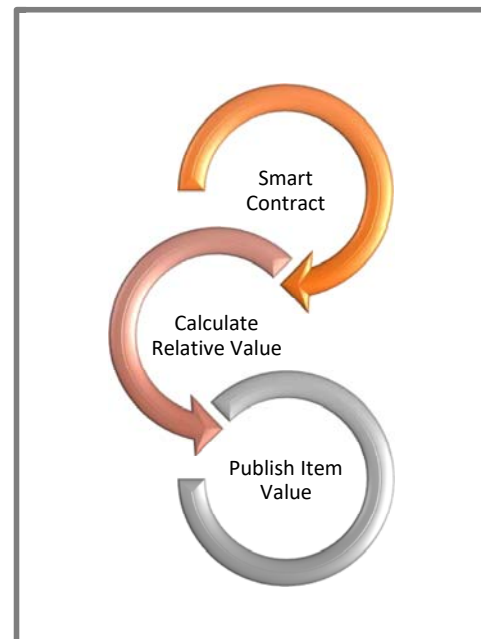 Smart
Contract
Calculate
Relative Value
Publish Item
Value